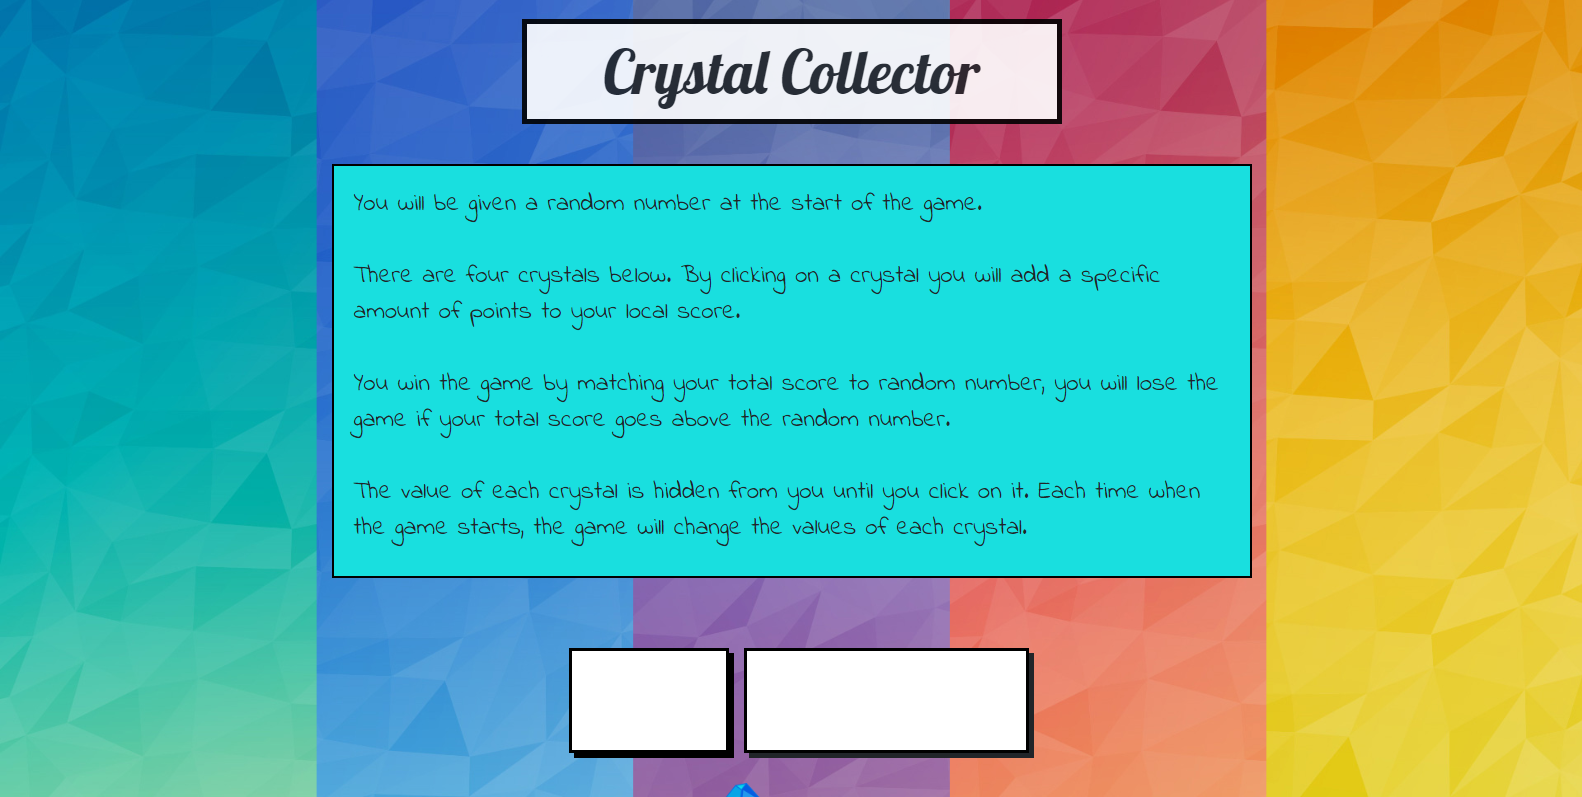 Crystal Collector
You will be given a random number at the start of the game.
There are four crystals below. By clicking on a crystal you will add a specific
amount of points to your local score.
You win the game by matching your total score to random number, you will lose the
game if your total score goes above the random number.
The value of each crystal is hidden from you until you click on it. Each time when
the game starts, the game will change the values of each crystal.